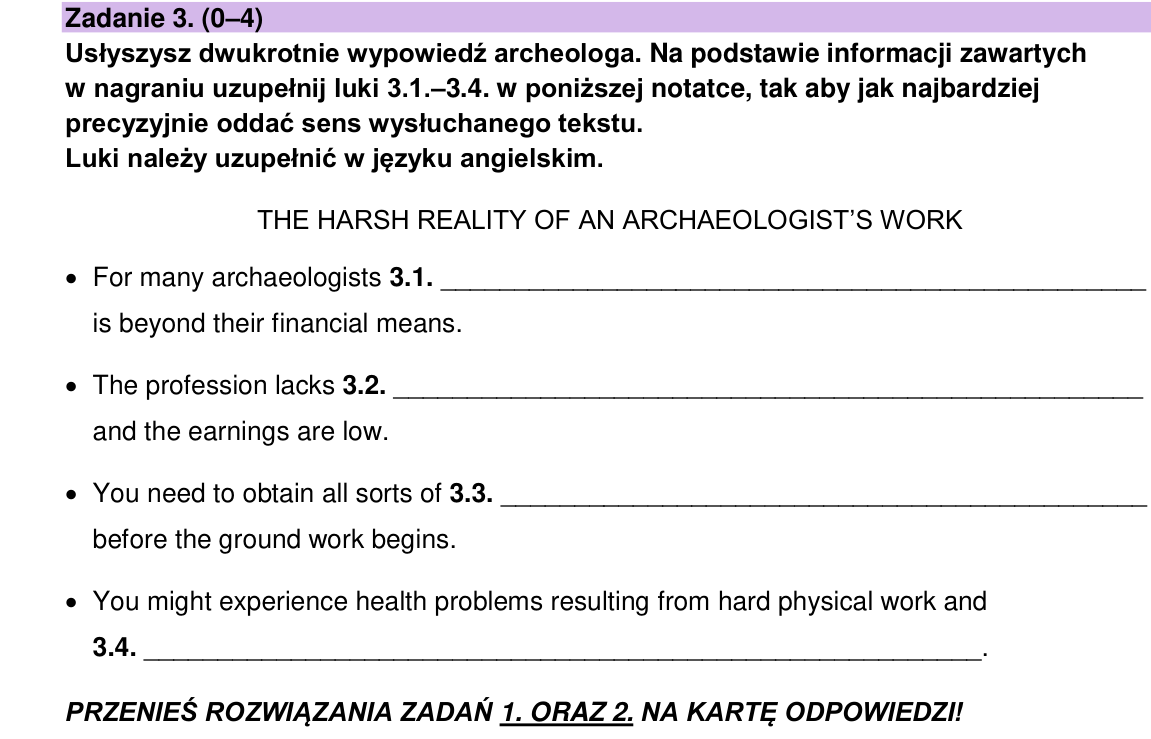 Zadanie 3. (0–4)
Usłyszysz dwukrotnie wypowiedź archeologa. Na podstawie informacji zawartych
w nagraniu uzupełnij luki 3.1.–3.4. w poniższej notatce, tak aby jak najbardziej
precyzyjnie oddać sens wysłuchanego tekstu.
Luki należy uzupełnić w języku angielskim.
THE HARSH REALITY OF AN ARCHAEOLOGIST’S WORK
• For many archaeologists 3.1. ______________________________________________
is beyond their financial means.
• The profession lacks 3.2. ______________________________________________
and the earnings are low.
• You need to obtain all sorts of 3.3. ______________________________________________
before the ground work begins.
• You might experience health problems resulting from hard physical work and
3.4. ______________________________________________.
PRZENIEŚ ROZWIĄZANIA ZADAŃ 1. ORAZ 2. NA KARTĘ ODPOWIEDZI!